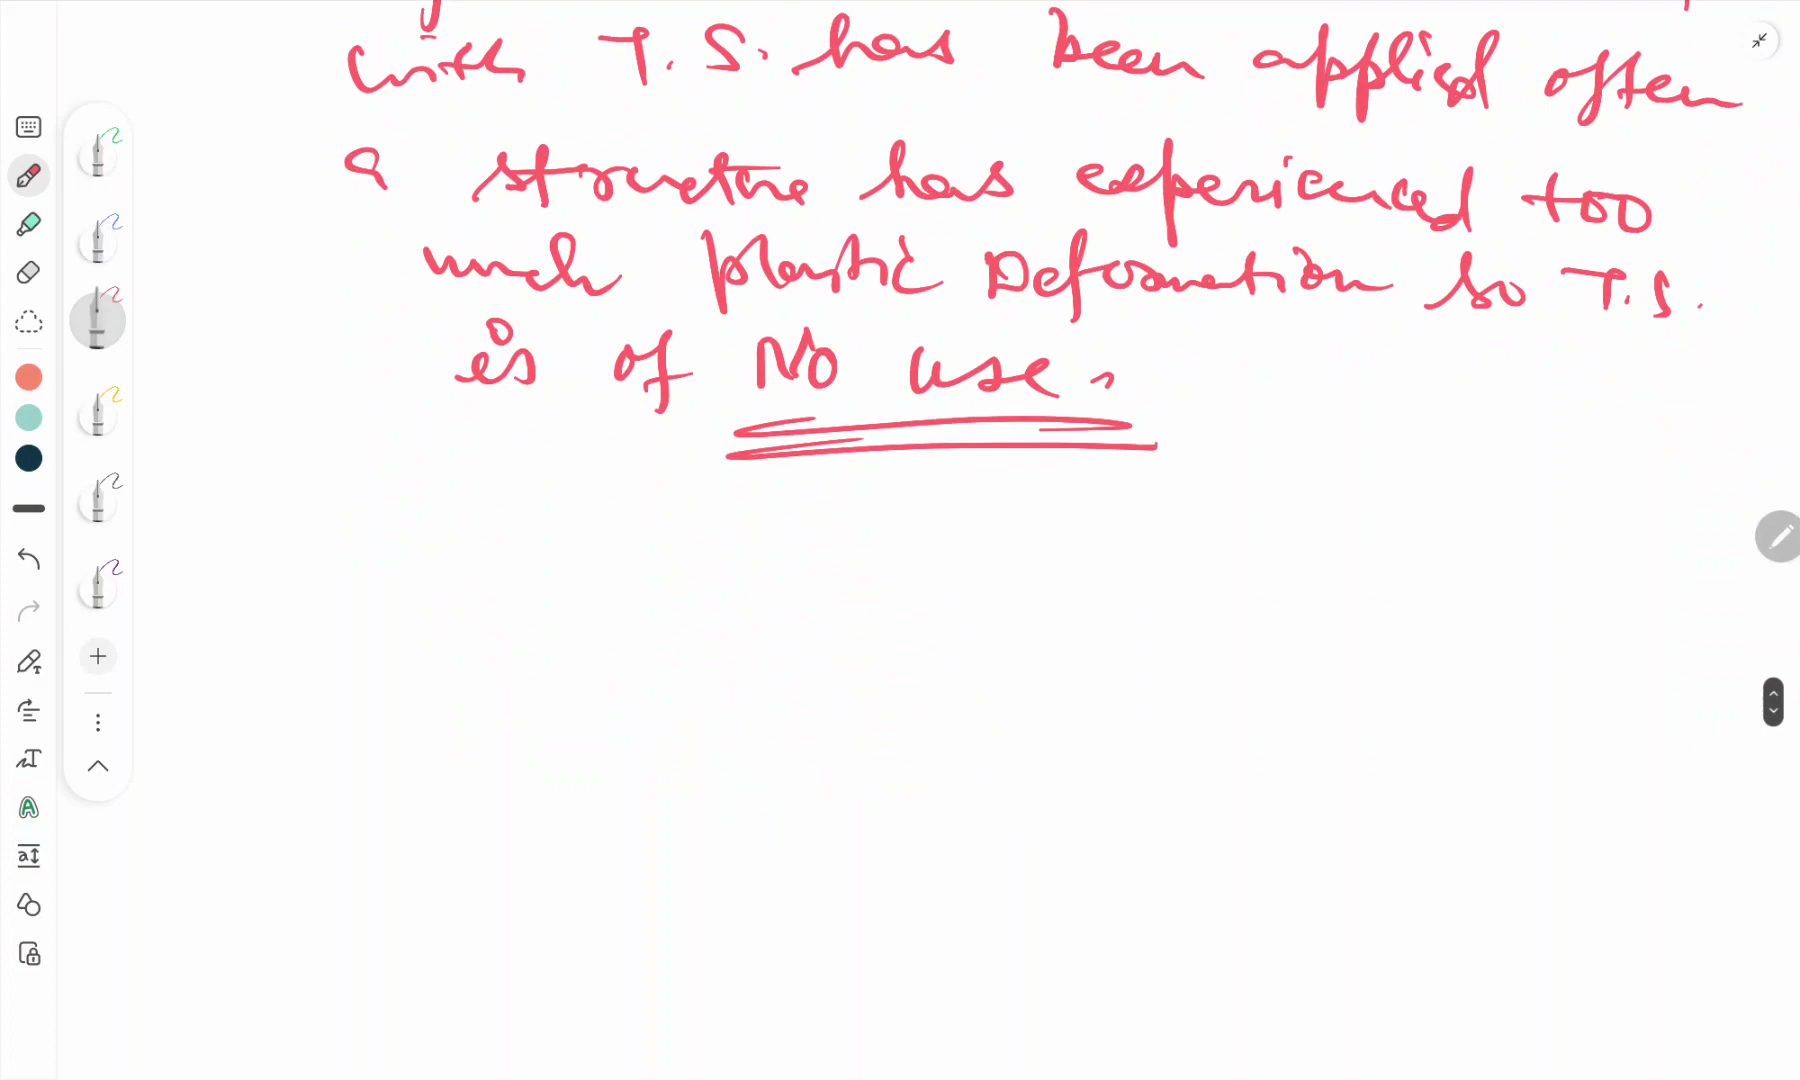 with T.S. has been applied often
a structure has experienced too
much plastic Deformation so T.S.
is of No use.